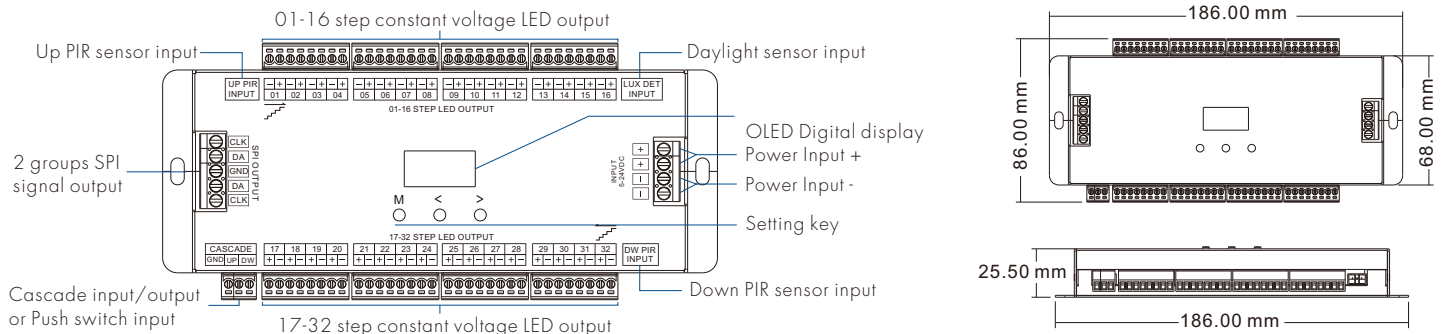 01-16 step constant voltage LED output
Up PIR sensor input
Daylight sensor input
UP PIR INPUT
- + - + - + - + - + - + - + - + - + - + - + - + - + - + - + - +
01 02 03 04 05 06 07 08 09 10 11 12 13 14 15 16
LUX DET INPUT
01-16 STEP LED OUTPUT
2 groups SPI
signal output
CLK
DA
GND
DA
CLK
SPI OUTPUT
OLED Digital display
Power Input +
Power Input -
INPUT
5-24VDC
+
+
-
-
M < >
Setting key
17-32 STEP LED OUTPUT
CASCADE
GND UP DW
17 18 19 20 21 22 23 24 25 26 27 28 29 30 31 32
+ - + - + - + - + - + - + - + - + - + - + - + - + - + - + - + -
DW PIR INPUT
Cascade input/output
or Push switch input
Down PIR sensor input
17-32 step constant voltage LED output
186.00 mm
86.00 mm
68.00 mm
25.50 mm
186.00 mm